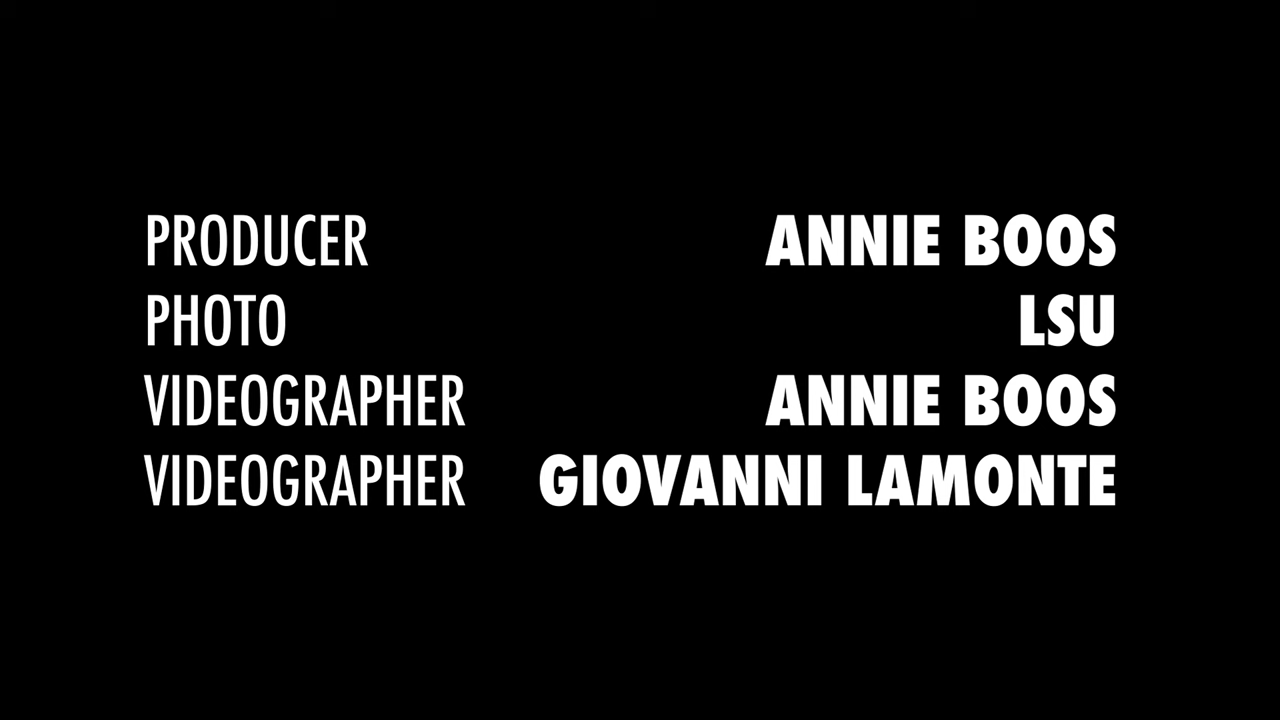 PRODUCER ANNIE BOOS
PHOTO LSU
VIDEOGRAPHER ANNIE BOOS
VIDEOGRAPHER GIOVANNI LAMONTE